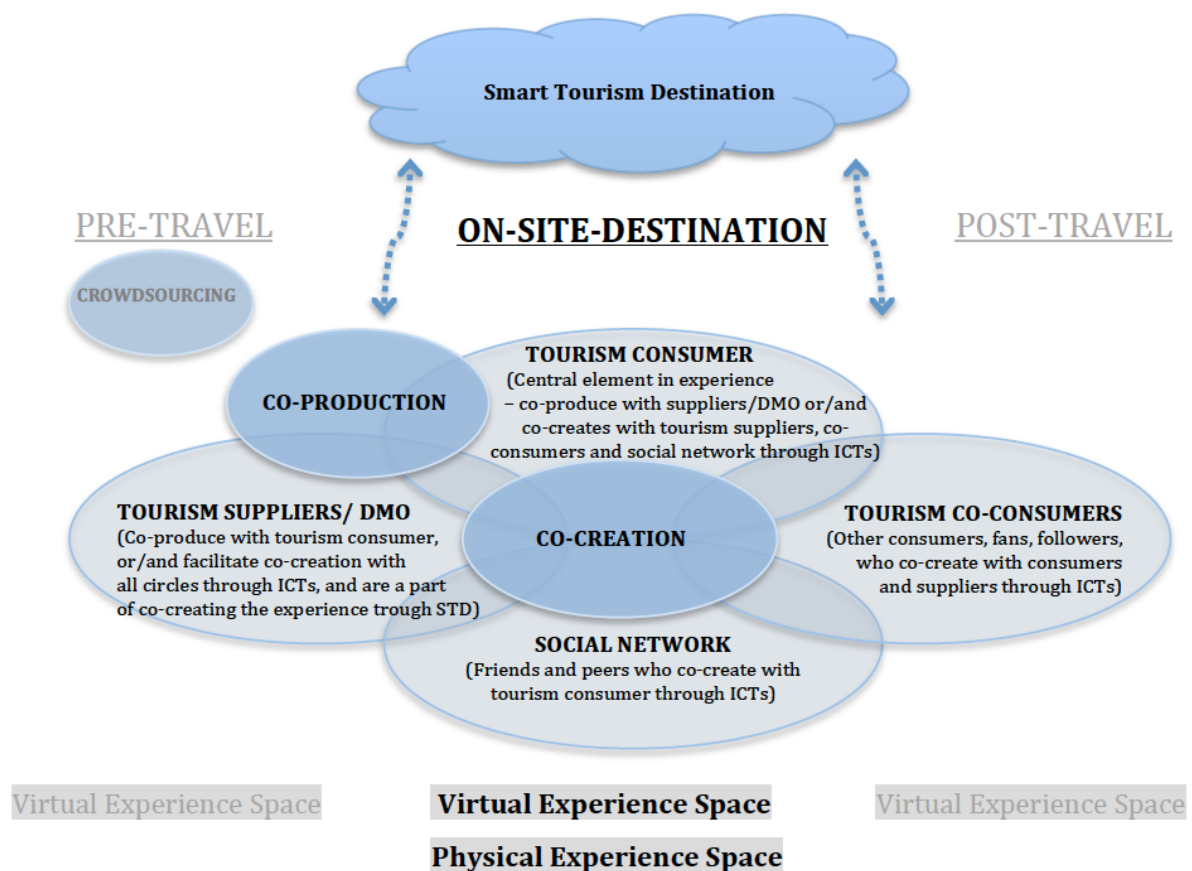 Smart Tourism Destination
PRE-TRAVEL
ON-SITE-DESTINATION
POST-TRAVEL
CROWDSOURCING
CO-PRODUCTION
TOURISM CONSUMER
(Central element in experience
– co-produce with suppliers/DMO or/and
co-creates with tourism suppliers, co-
consumers and social network through ICTs)
TOURISM SUPPLIERS/ DMO
(Co-produce with tourism consumer,
or/and facilitate co-creation with
all circles through ICTs, and are a part
of co-creating the experience trough STD)
CO-CREATION
TOURISM CO-CONSUMERS
(Other consumers, fans, followers,
who co-create with consumers
and suppliers through ICTs)
SOCIAL NETWORK
(Friends and peers who co-create with
tourism consumer through ICTs)
Virtual Experience Space
Virtual Experience Space
Virtual Experience Space
Physical Experience Space